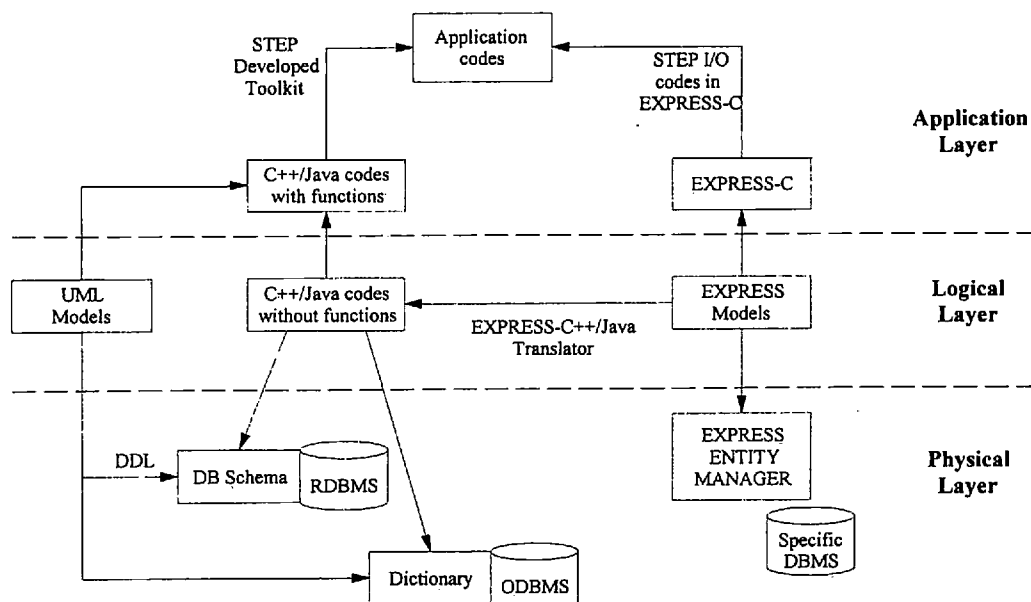 STEP
Developed
Toolkit
Application
codes
STEP I/O
codes in
EXPRESS-C
Application
Layer
C++/Java codes
with functions
EXPRESS-C
UML
Models
C++/Java codes
without functions
EXPRESS-C++/Java
Translator
EXPRESS
Models
Logical
Layer
DDL
DB Schema
RDBMS
EXPRESS
ENTITY
MANAGER
Physical
Layer
Specific
DBMS
Dictionary
ODBMS